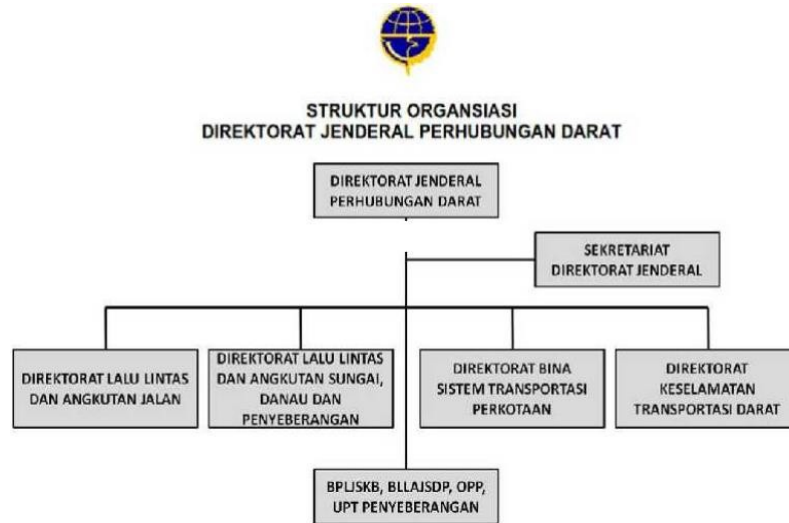 STRUKTUR ORGANSIASI
DIREKTORAT JENDERAL PERHUBUNGAN DARAT
DIREKTORAT JENDERAL
PERHUBUNGAN DARAT
SEKRETARIAT
DIREKTORAT JENDERAL
DIREKTORAT LALU LINTAS
DAN ANGKUTAN JALAN
DIREKTORAT LALU LINTAS
DAN ANGKUTAN SUNGAI,
DANAU DAN
PENYEBERANGAN
DIREKTORAT BINA
SISTEM TRANSPORTASI
PERKOTAAN
DIREKTORAT
KESELAMATAN
TRANSPORTASI DARAT
BPLJSKB, BLLAJSDP, OPP,
UPT PENYEBERANGAN